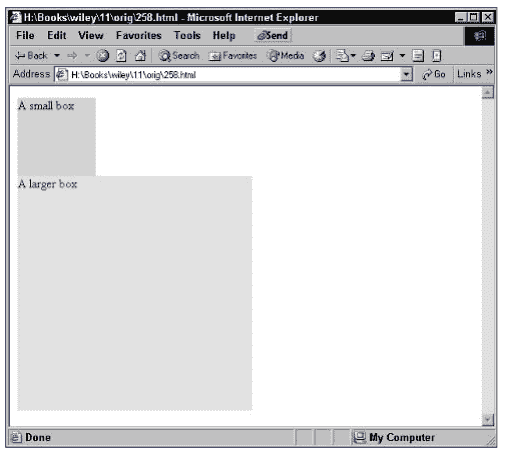 H:\Books\wiley\11\orig\258.html - Microsoft Internet Explorer
File Edit View Favorites Tools Help Send
Back Search Favorites Media
Address H:\Books\wiley\11\orig\258.html Go Links »
A small box
A larger box
Done My Computer